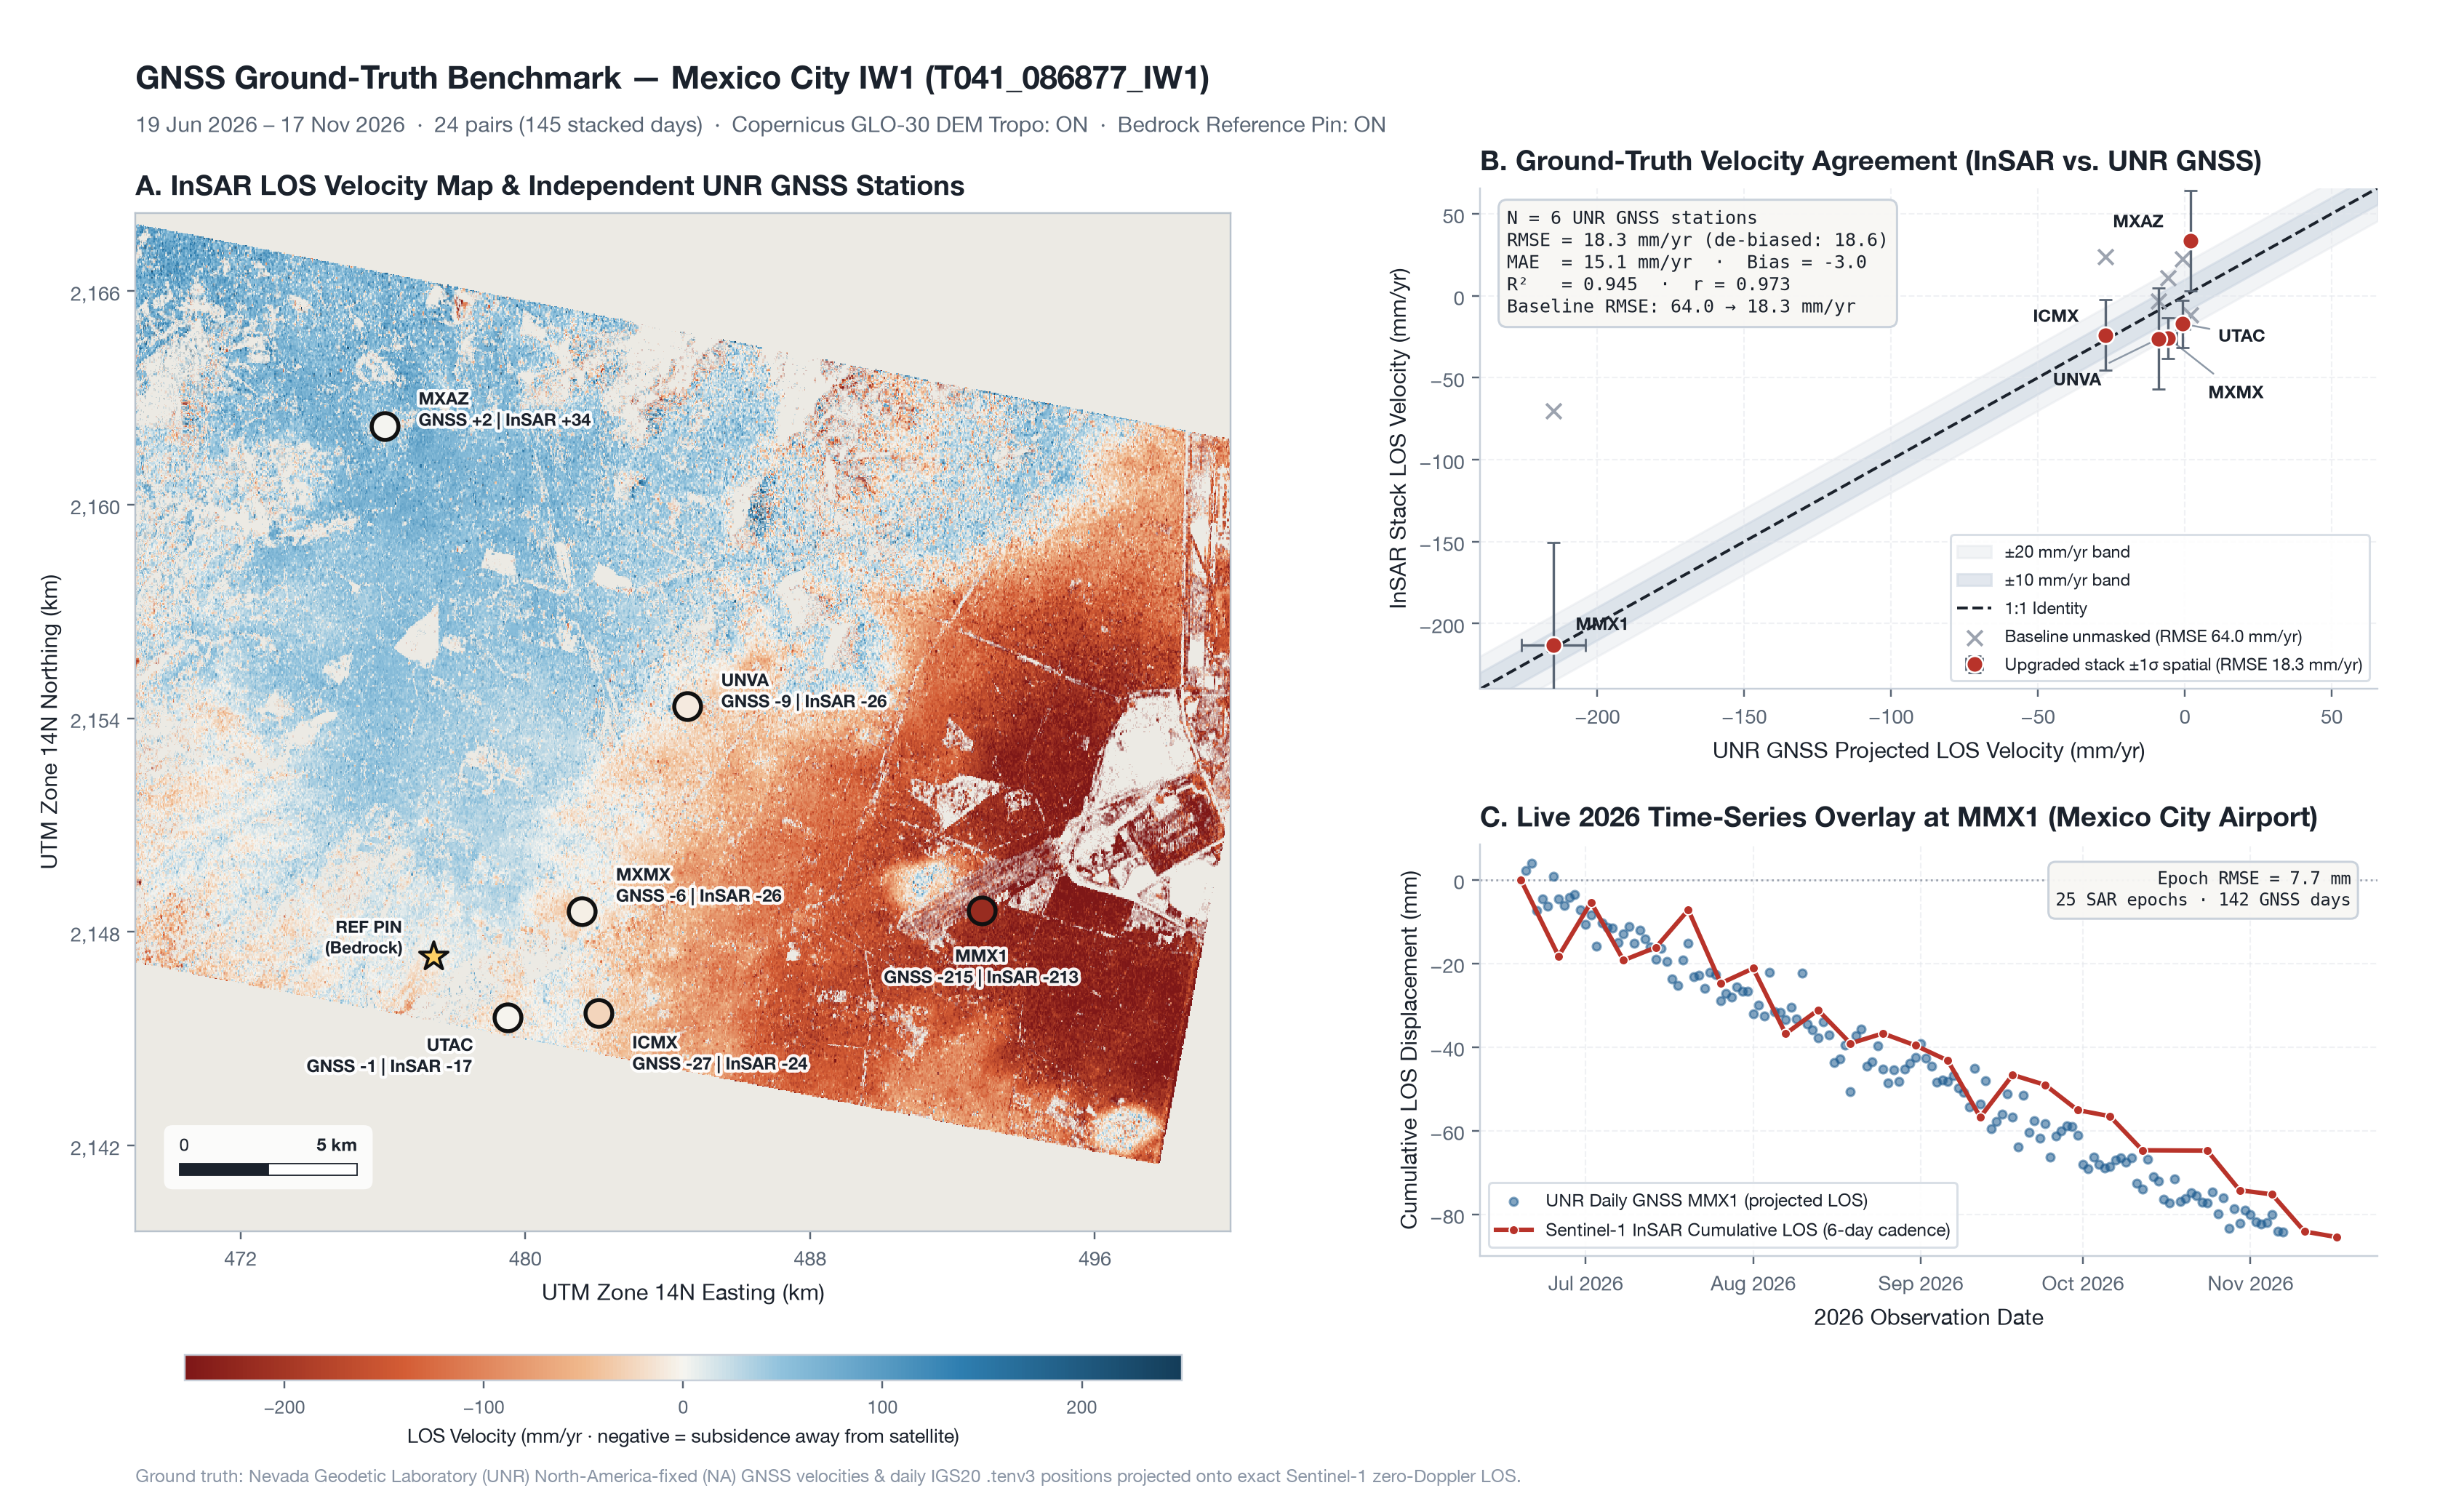 GNSS Ground-Truth Benchmark — Mexico City IW1 (T041_086877_IW1)
19 Jun 2026 – 17 Nov 2026 · 24 pairs (145 stacked days) · Copernicus GLO-30 DEM Tropo: ON · Bedrock Reference Pin: ON
A. InSAR LOS Velocity Map & Independent UNR GNSS Stations
UTM Zone 14N Northing (km)
2,166
2,160
2,154
2,148
2,142
MXAZ
GNSS +2 | InSAR +34
UNVA
GNSS -9 | InSAR -26
MXMX
GNSS -6 | InSAR -26
REF PIN
(Bedrock)
MMX1
GNSS -215 | InSAR -213
UTAC
GNSS -1 | InSAR -17
ICMX
GNSS -27 | InSAR -24
0 5 km
472 480 488 496
UTM Zone 14N Easting (km)
−200 −100 0 100 200
LOS Velocity (mm/yr · negative = subsidence away from satellite)
B. Ground-Truth Velocity Agreement (InSAR vs. UNR GNSS)
InSAR Stack LOS Velocity (mm/yr)
50
0
−50
−100
−150
−200
N = 6 UNR GNSS stations
RMSE = 18.3 mm/yr (de-biased: 18.6)
MAE = 15.1 mm/yr · Bias = -3.0
R² = 0.945 · r = 0.973
Baseline RMSE: 64.0 → 18.3 mm/yr
MXAZ
ICMX
UTAC
UNVA
MXMX
MMX1
±20 mm/yr band
±10 mm/yr band
1:1 Identity
Baseline unmasked (RMSE 64.0 mm/yr)
Upgraded stack ±1σ spatial (RMSE 18.3 mm/yr)
−200 −150 −100 −50 0 50
UNR GNSS Projected LOS Velocity (mm/yr)
C. Live 2026 Time-Series Overlay at MMX1 (Mexico City Airport)
Cumulative LOS Displacement (mm)
0
−20
−40
−60
−80
Epoch RMSE = 7.7 mm
25 SAR epochs · 142 GNSS days
UNR Daily GNSS MMX1 (projected LOS)
Sentinel-1 InSAR Cumulative LOS (6-day cadence)
Jul 2026 Aug 2026 Sep 2026 Oct 2026 Nov 2026
2026 Observation Date
Ground truth: Nevada Geodetic Laboratory (UNR) North-America-fixed (NA) GNSS velocities & daily IGS20 .tenv3 positions projected onto exact Sentinel-1 zero-Doppler LOS.